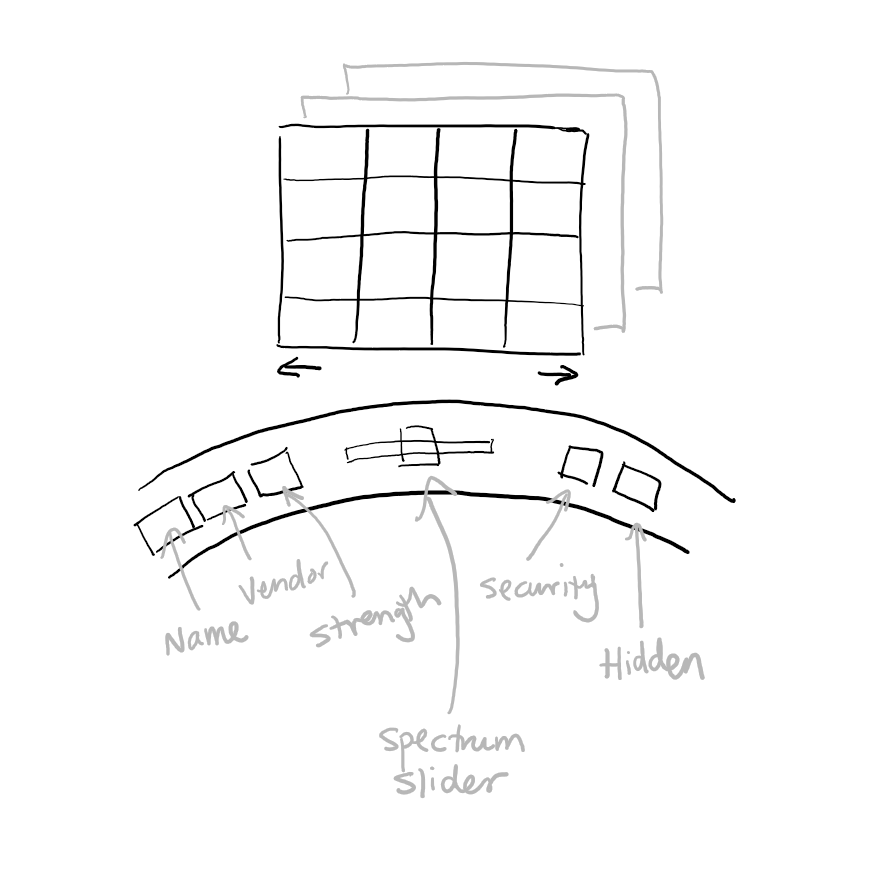 Vendor
Name
Strength
Security
Hidden
Spectrum
slider